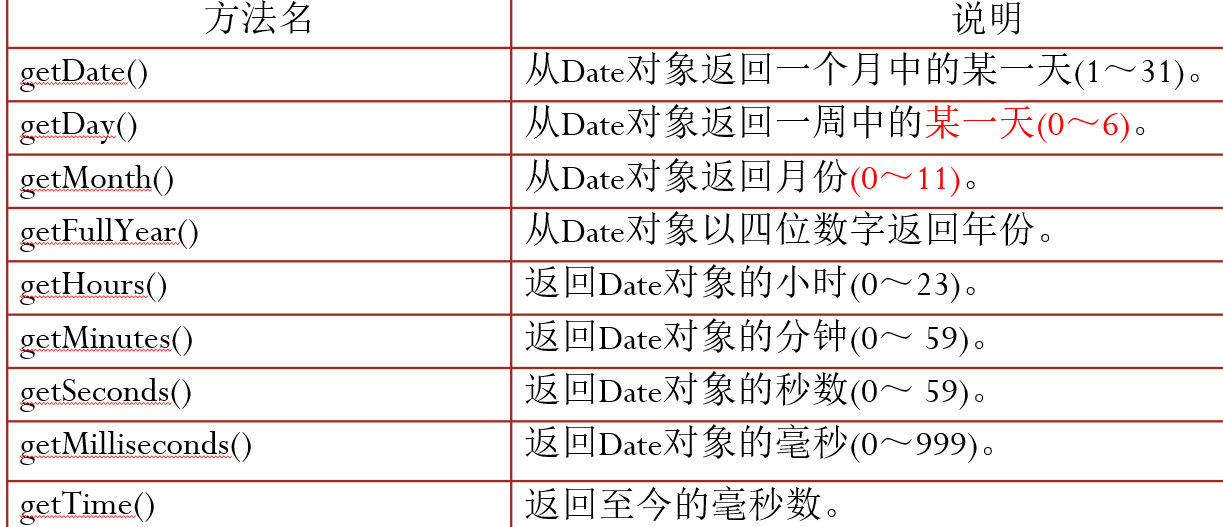 方法名 说明
getDate() 从Date对象返回一个月中的某一天(1～31)。
getDay() 从Date对象返回一周中的某一天(0～6)。
getMonth() 从Date对象返回月份(0～11)。
getFullYear() 从Date对象以四位数字返回年份。
getHours() 返回Date对象的小时(0～23)。
getMinutes() 返回Date对象的分钟(0～ 59)。
getSeconds() 返回Date对象的秒数(0～ 59)。
getMilliseconds() 返回Date对象的毫秒(0～999)。
getTime() 返回至今的毫秒数。